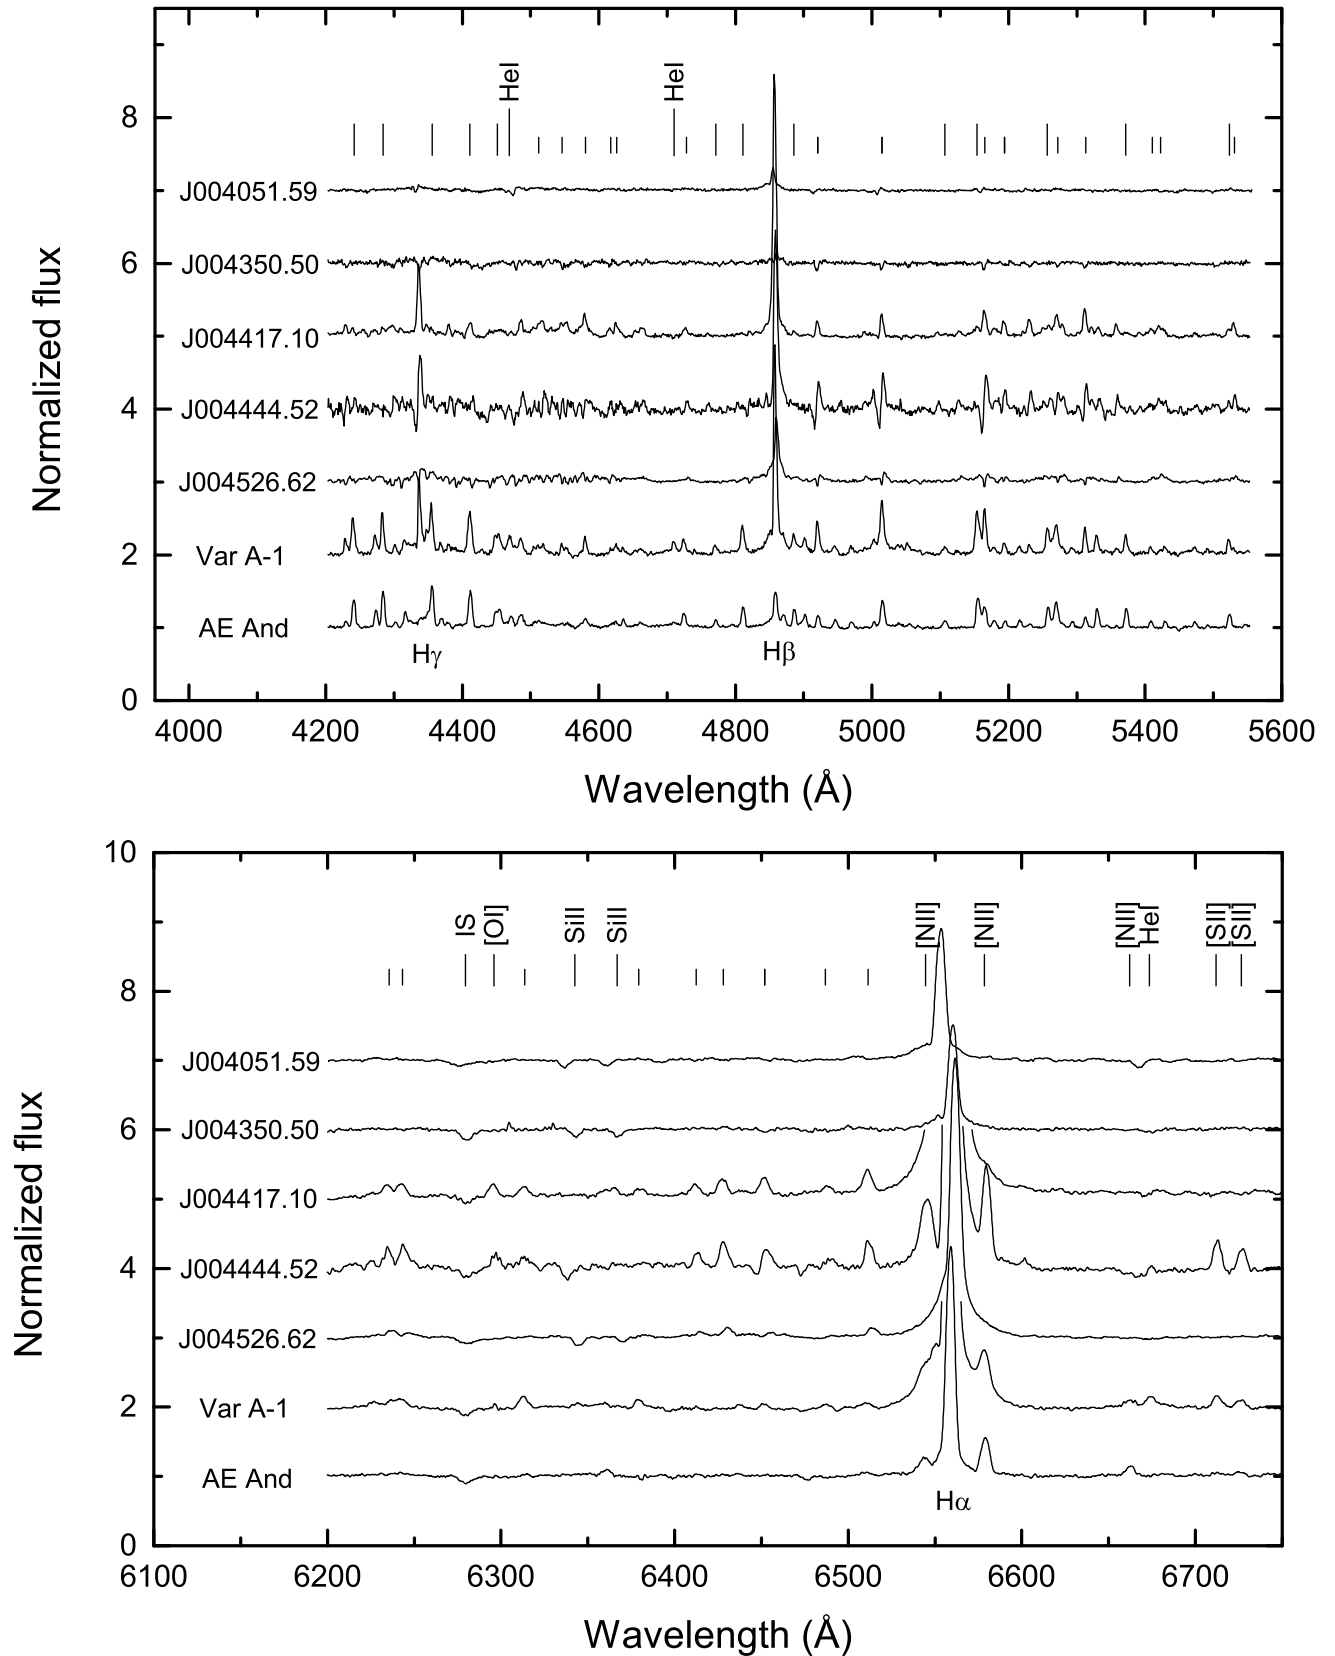 HeI
HeI
8
J004051.59
6
J004350.50
J004417.10
4
J004444.52
J004526.62
2
Var A-1
AE And
Hγ
Hβ
0
4000 4200 4400 4600 4800 5000 5200 5400 5600
Wavelength (Å)
Normalized flux
10
IS
[OI]
SiII
SiII
[NII]
[NII]
[NII]
HeI
[SII]
[SII]
8
J004051.59
6
J004350.50
J004417.10
4
J004444.52
J004526.62
2
Var A-1
AE And
Hα
0
6100 6200 6300 6400 6500 6600 6700
Wavelength (Å)
Normalized flux